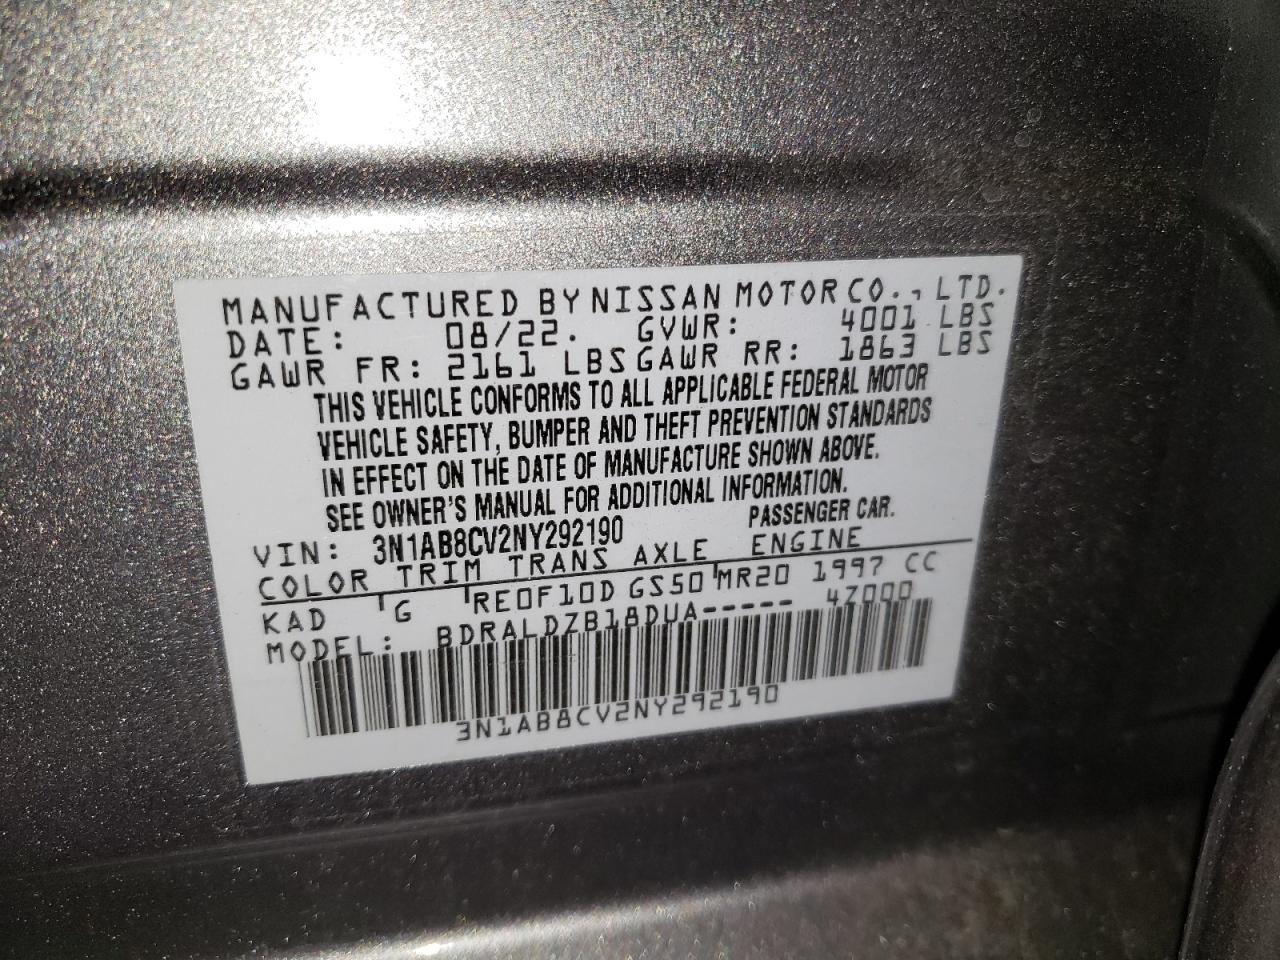 MANUFACTURED BY NISSAN MOTOR CO., LTD.
DATE: 08/22. GVWR: 4001 LBS
GAWR FR: 2161 LBS GAWR RR: 1863 LBS
THIS VEHICLE CONFORMS TO ALL APPLICABLE FEDERAL MOTOR
VEHICLE SAFETY, BUMPER AND THEFT PREVENTION STANDARDS
IN EFFECT ON THE DATE OF MANUFACTURE SHOWN ABOVE.
SEE OWNER'S MANUAL FOR ADDITIONAL INFORMATION.
VIN: 3N1AB8CV2NY292190 PASSENGER CAR.
COLOR TRIM TRANS AXLE ENGINE
KAD G RE0F10D GS50 MR20 1997 CC
MODEL: BDRALDZB18DUA----- 4Z000
3N1AB8CV2NY292190